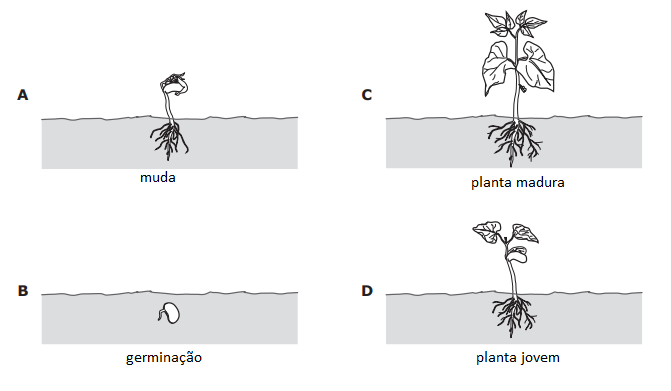 A
muda
C
planta madura
B
germinação
D
planta jovem